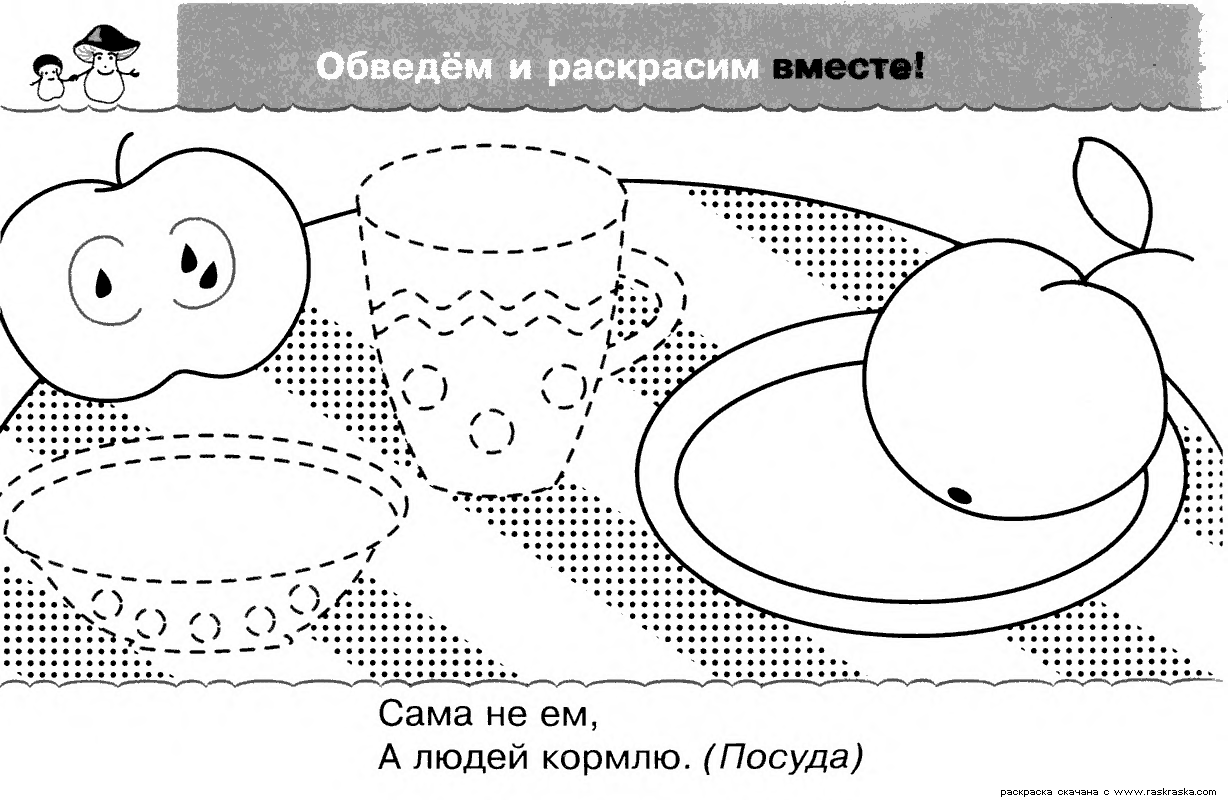 Обведём и раскрасим вместе!
Сама не ем,
А людей кормлю. (Посуда)
раскраска скачана с www.raskraska.com